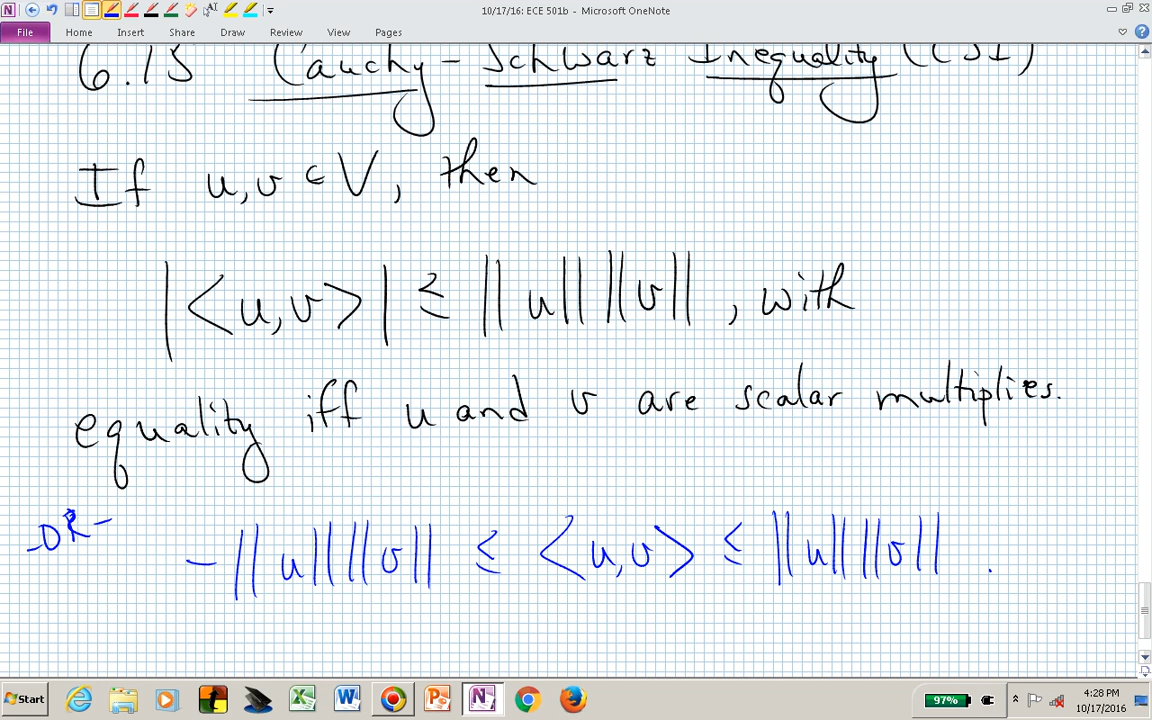 10/17/16: ECE 501b - Microsoft OneNote
File Home Insert Share Draw Review View Pages
6.15 Cauchy-Schwarz Inequality (CSI)
If u,v ∈ V, then
|<u,v>| ≤ ||u|| ||v||, with
equality iff u and v are scalar multiplies.
-OR- -||u|| ||v|| ≤ <u,v> ≤ ||u|| ||v||.
Start 97% 4:28 PM
10/17/2016